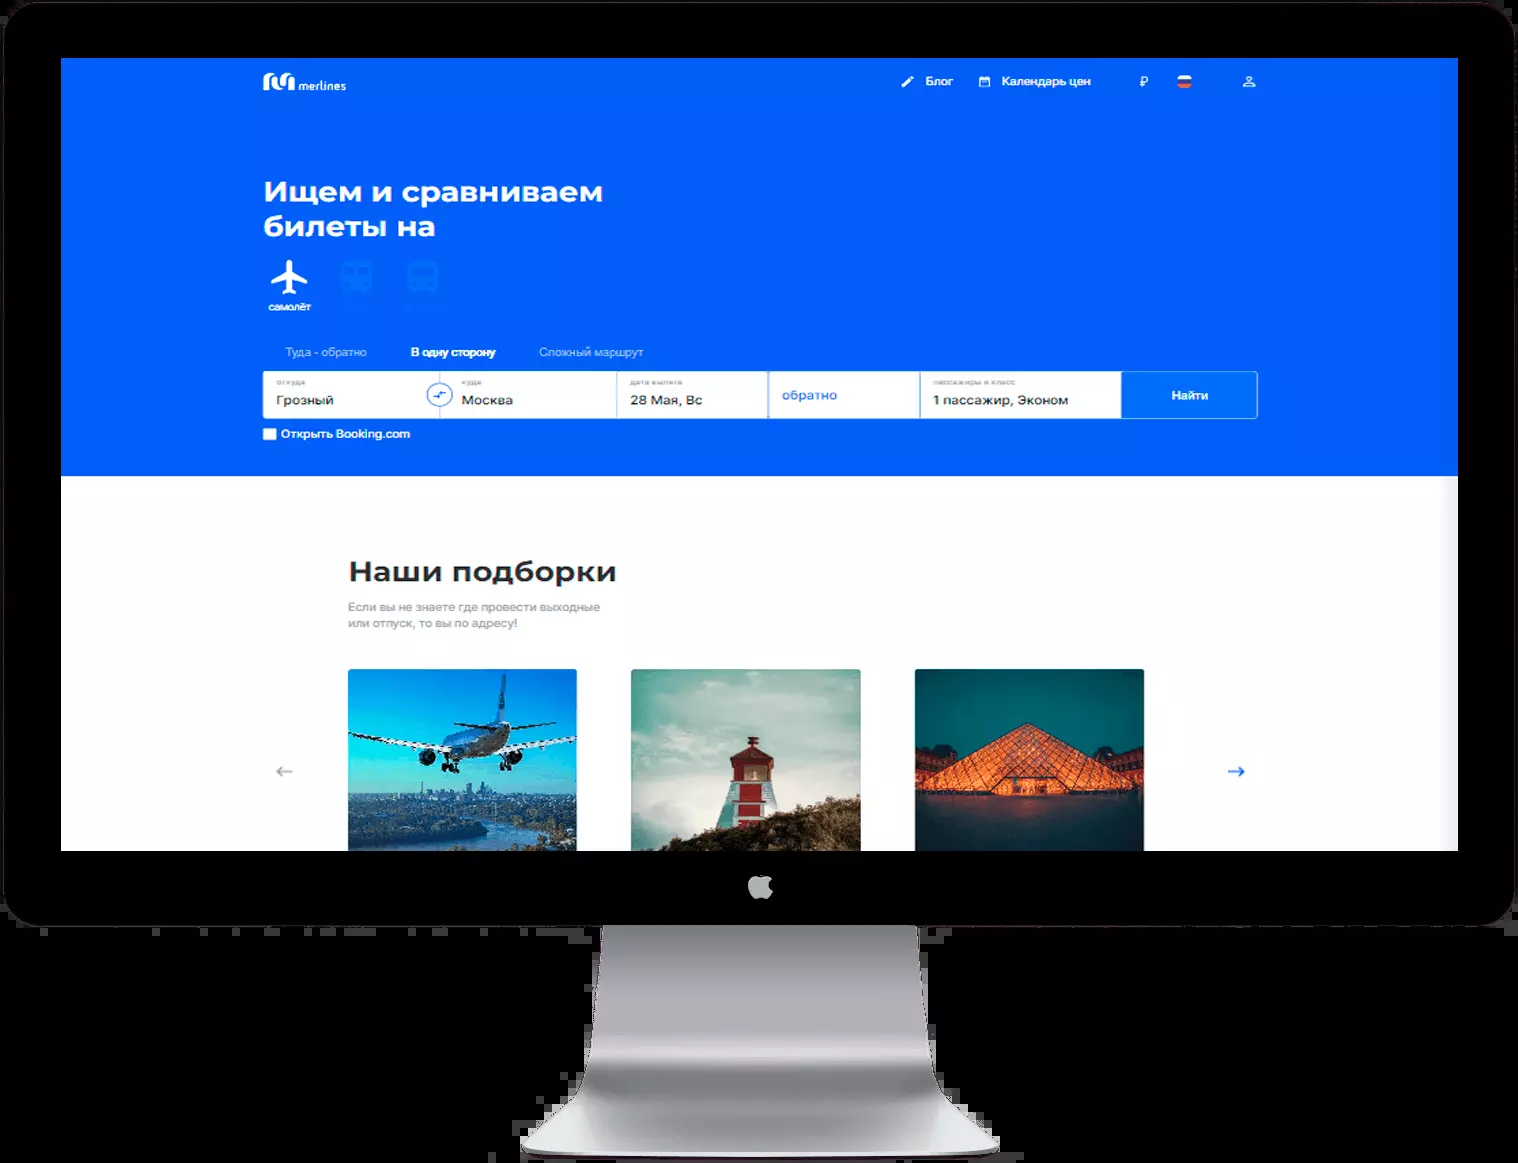 merlines
Блог
Календарь цен
₽
Ищем и сравниваем
билеты на
самолёт
Туда - обратно
В одну сторону
Сложный маршрут
откуда
Грозный
куда
Москва
дата вылета
28 Мая, Вс
обратно
пассажиры и класс
1 пассажир, Эконом
Найти
Открыть Booking.com
Наши подборки
Если вы не знаете где провести выходные
или отпуск, то вы по адресу!